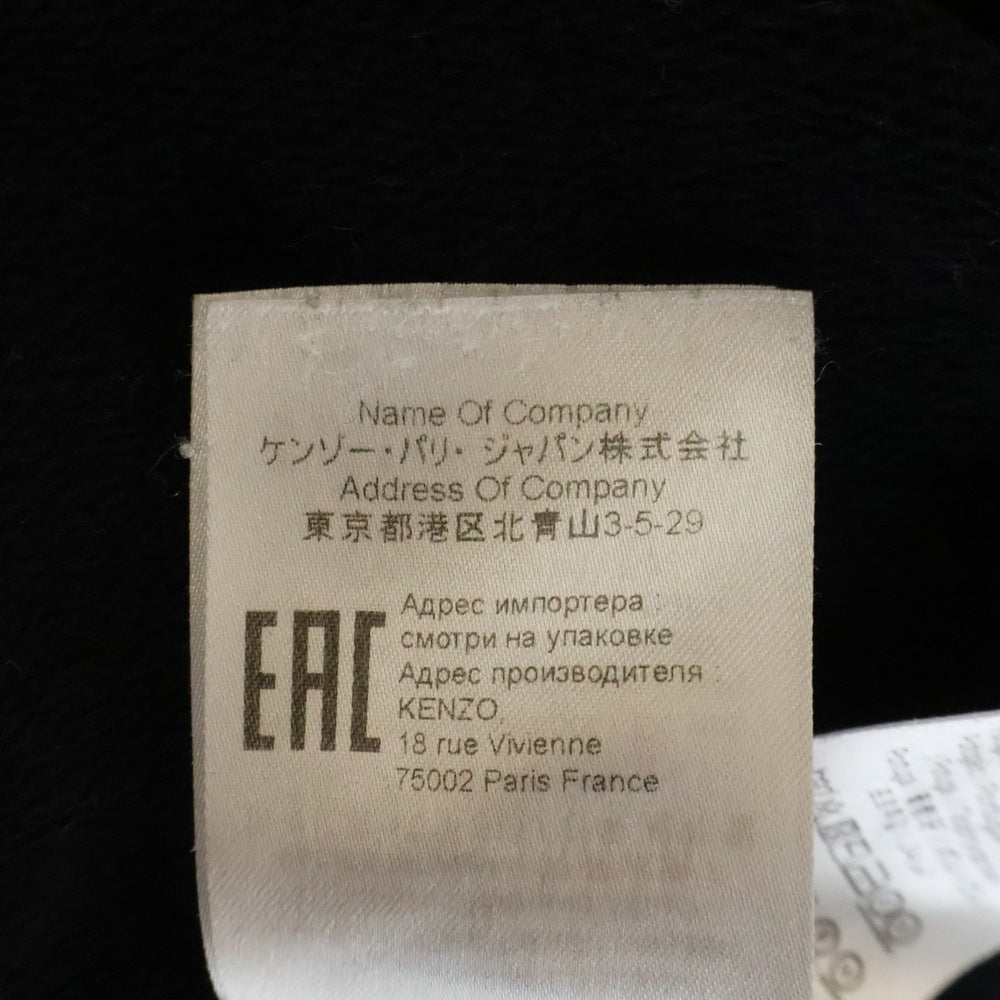 Name Of Company
ケンゾー・パリ・ジャパン株式会社
Address Of Company
東京都港区北青山3-5-29
EAC
Адрес импортера :
смотри на упаковке
Адрес производителя :
KENZO,
18 rue Vivienne
75002 Paris France